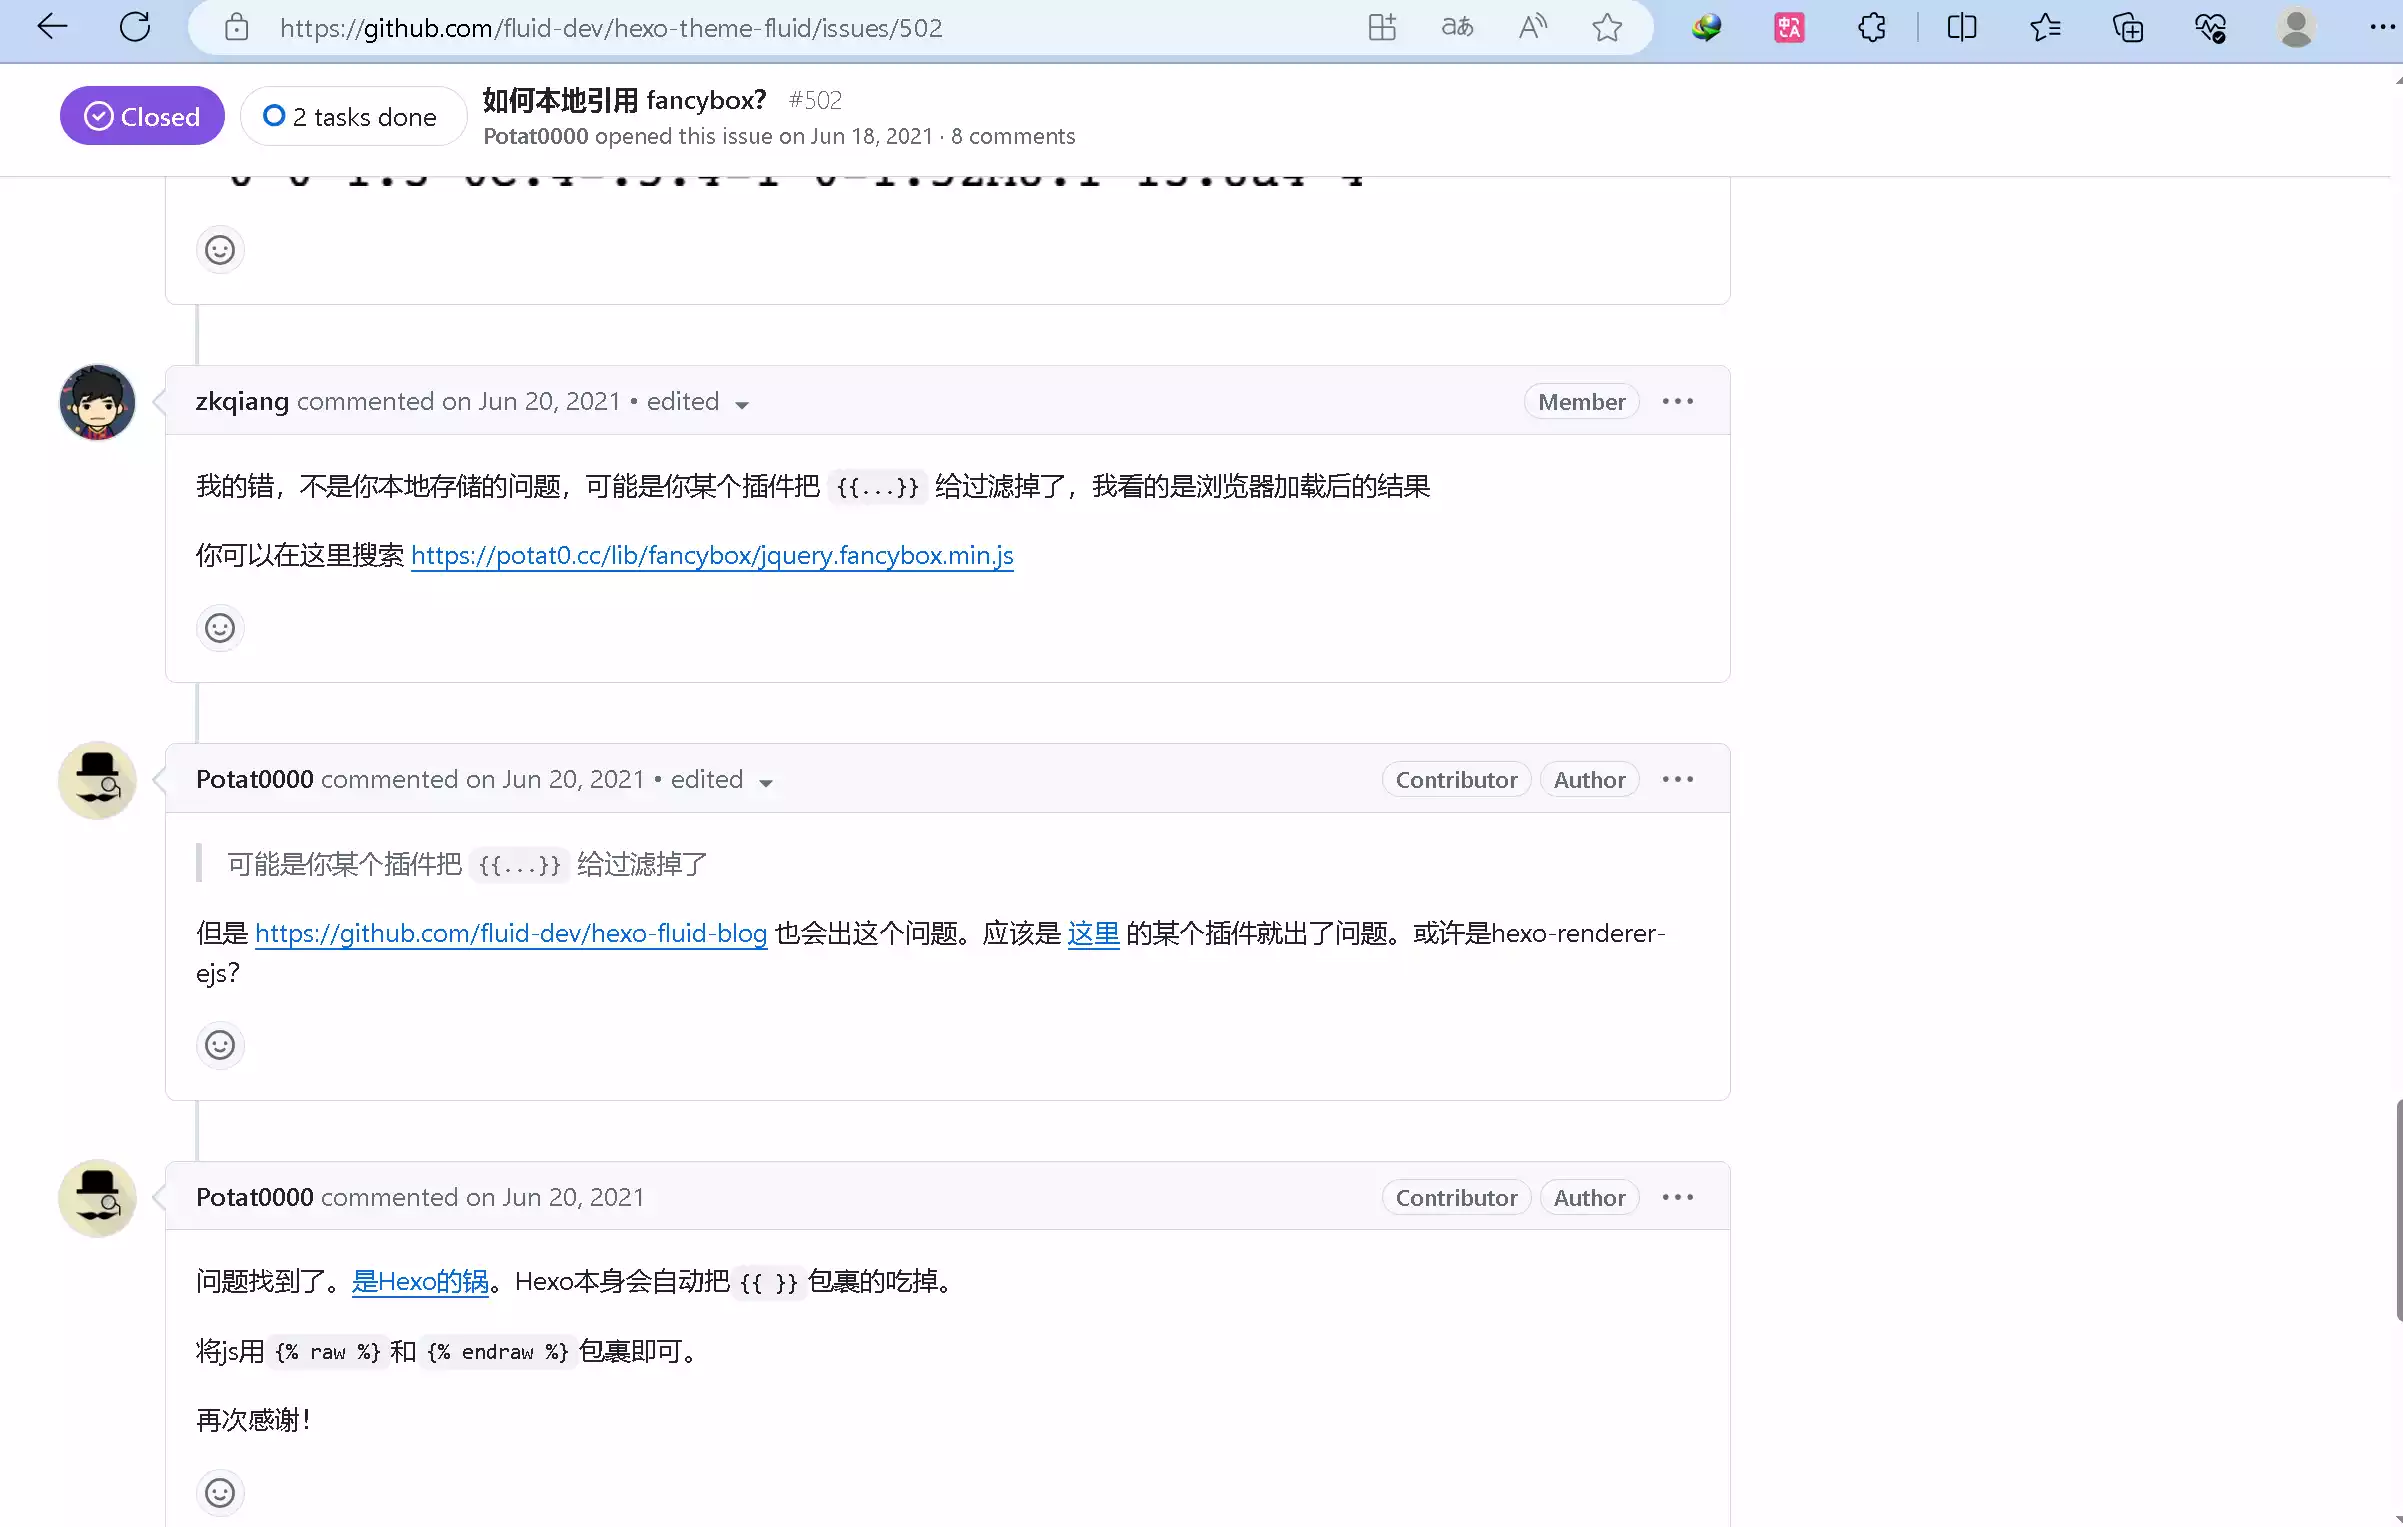 https://github.com/fluid-dev/hexo-theme-fluid/issues/502
Closed
2 tasks done
如何本地引用 fancybox? #502
Potat0000 opened this issue on Jun 18, 2021 · 8 comments
zkqiang commented on Jun 20, 2021 • edited
Member
我的错，不是你本地存储的问题，可能是你某个插件把 {{...}} 给过滤掉了，我看的是浏览器加载后的结果
你可以在这里搜索 https://potat0.cc/lib/fancybox/jquery.fancybox.min.js
Potat0000 commented on Jun 20, 2021 • edited
Contributor
Author
可能是你某个插件把 {{...}} 给过滤掉了
但是 https://github.com/fluid-dev/hexo-fluid-blog 也会出这个问题。应该是 这里 的某个插件就出了问题。或许是hexo-renderer-
ejs?
Potat0000 commented on Jun 20, 2021
Contributor
Author
问题找到了。是Hexo的锅。Hexo本身会自动把 {{ }} 包裹的吃掉。
将js用 {% raw %} 和 {% endraw %} 包裹即可。
再次感谢！